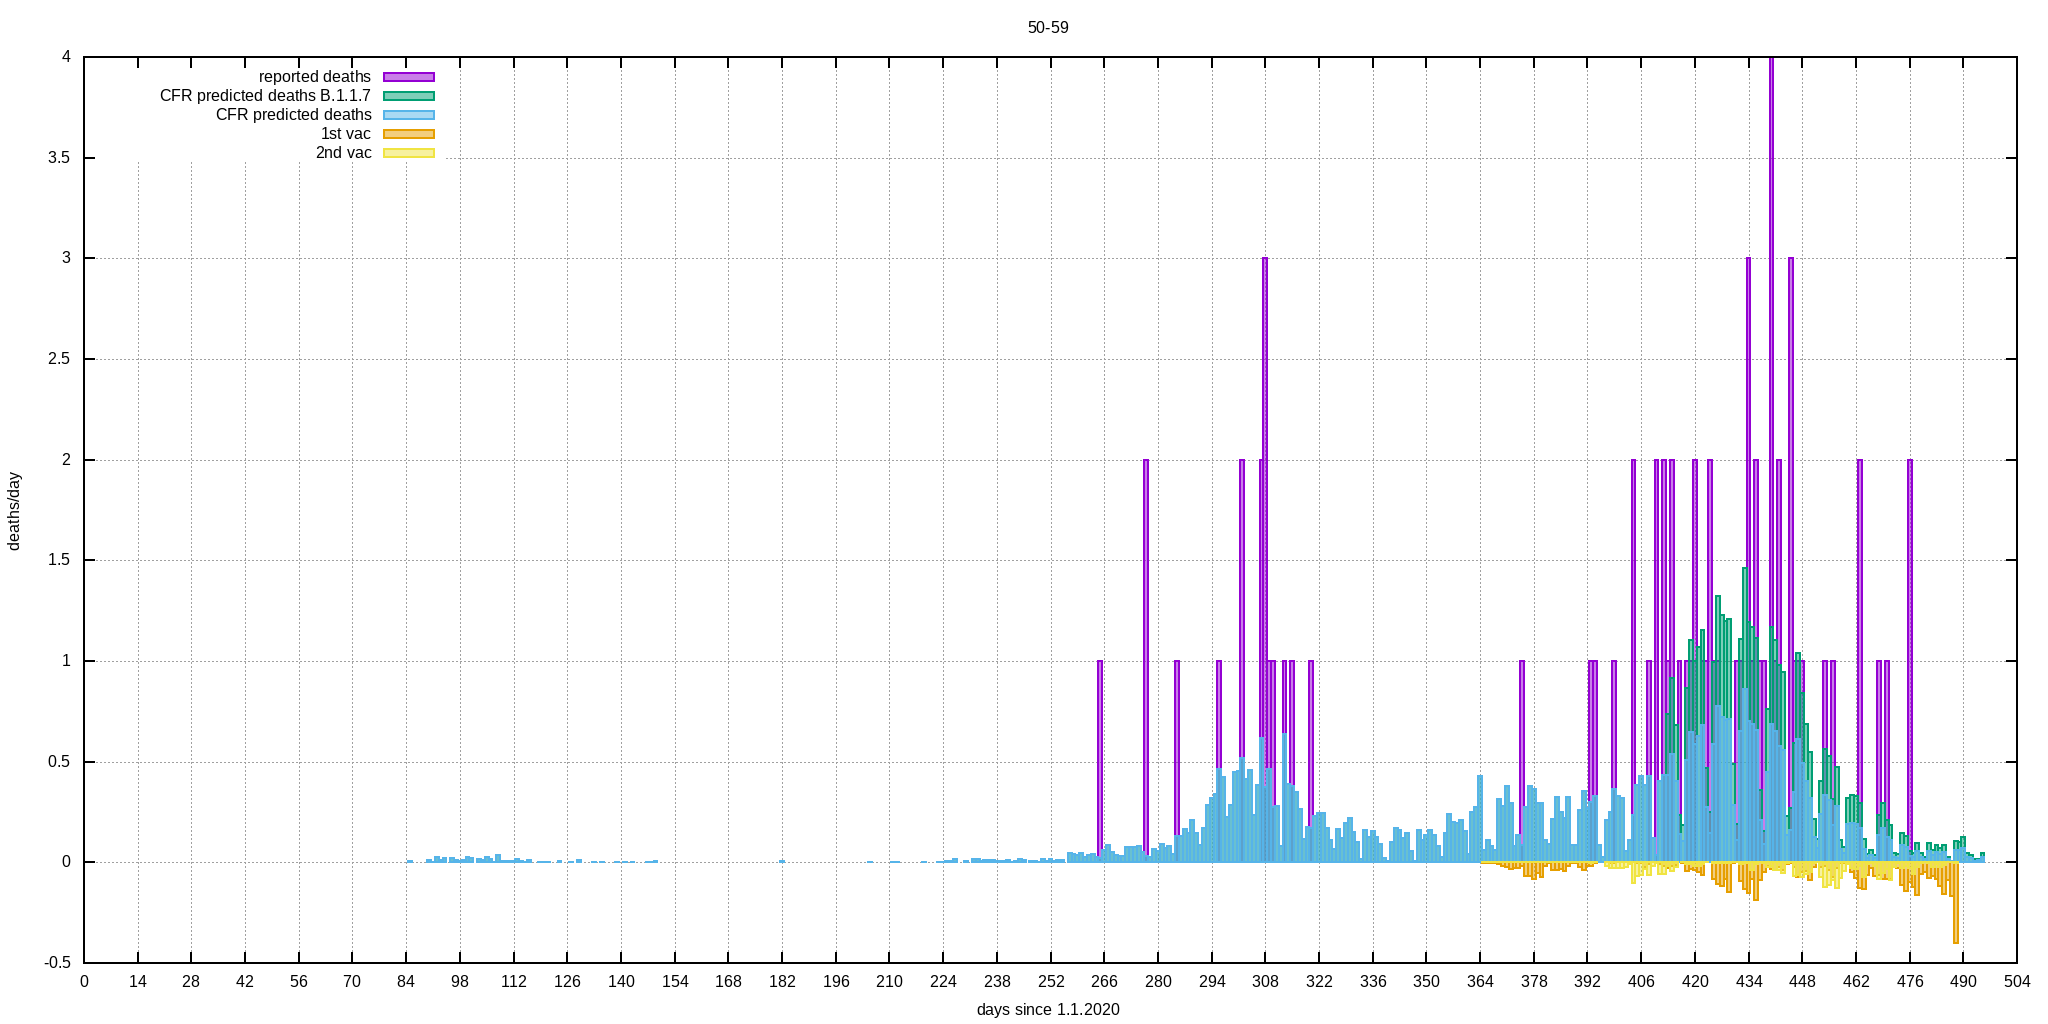 50-59
4
reported deaths
CFR predicted deaths B.1.1.7
CFR predicted deaths
1st vac
2nd vac
3.5
3
2.5
2
1.5
1
0.5
0
-0.5
deaths/day
0 14 28 42 56 70 84 98 112 126 140 154 168 182 196 210 224 238 252 266 280 294 308 322 336 350 364 378 392 406 420 434 448 462 476 490 504
days since 1.1.2020